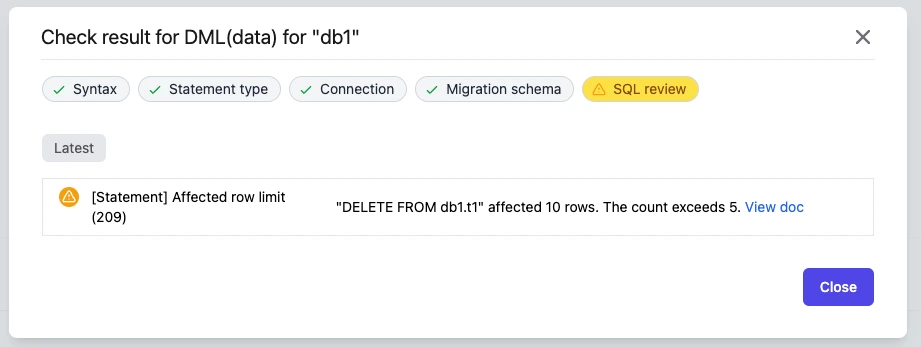 Check result for DML(data) for "db1"
Syntax Statement type Connection Migration schema SQL review
Latest
[Statement] Affected row limit
(209)
"DELETE FROM db1.t1" affected 10 rows. The count exceeds 5. View doc
Close